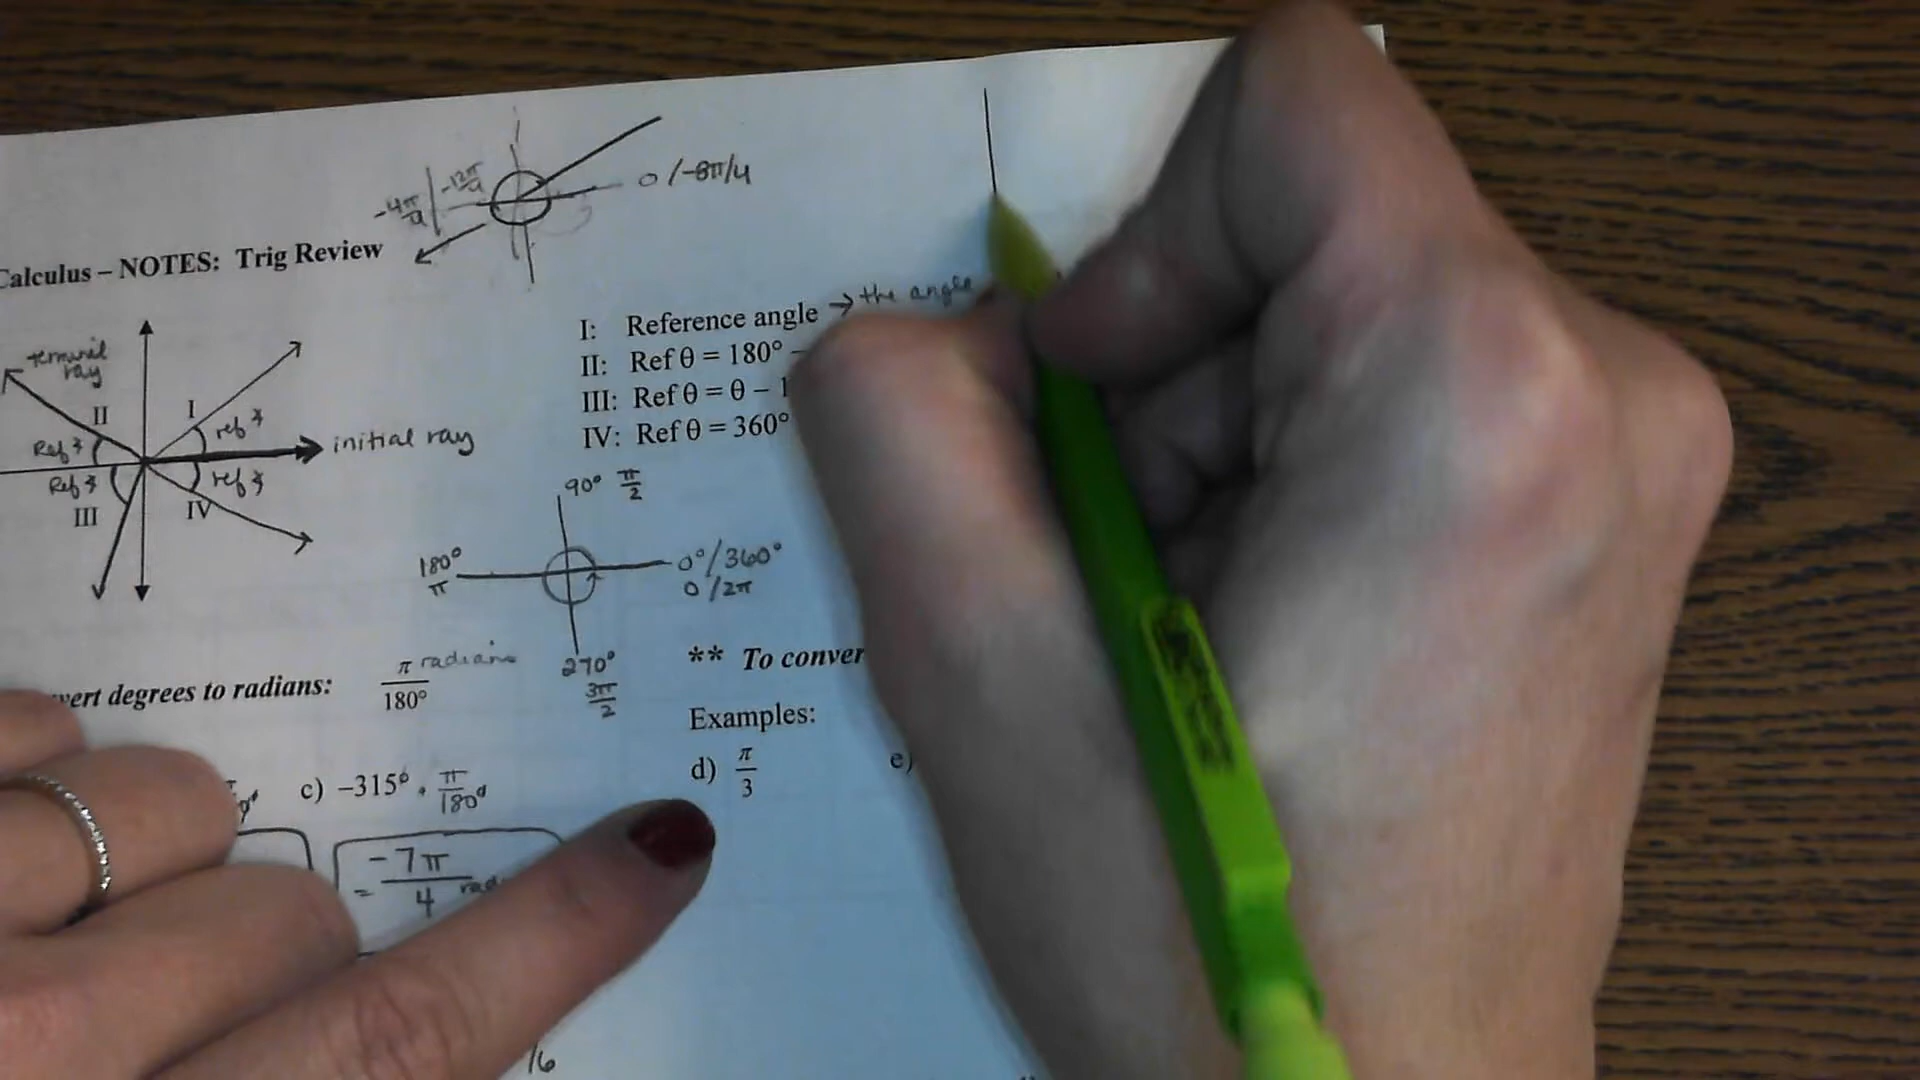 0/-8π/4
-12π/a
-4π/a
Calculus – NOTES: Trig Review
terminal ray
II
I
ref ∡
Ref ∡
initial ray
Ref ∡
ref ∡
III
IV
I: Reference angle → the angle
II: Ref θ = 180° –
III: Ref θ = θ – 1
IV: Ref θ = 360°
90° π/2
180°
π
0°/360°
0/2π
270°
3π/2
vert degrees to radians: π radians/180°
** To conver
Examples:
c) –315° · π/180°
d) π/3
e)
= -7π/4 rad
/6